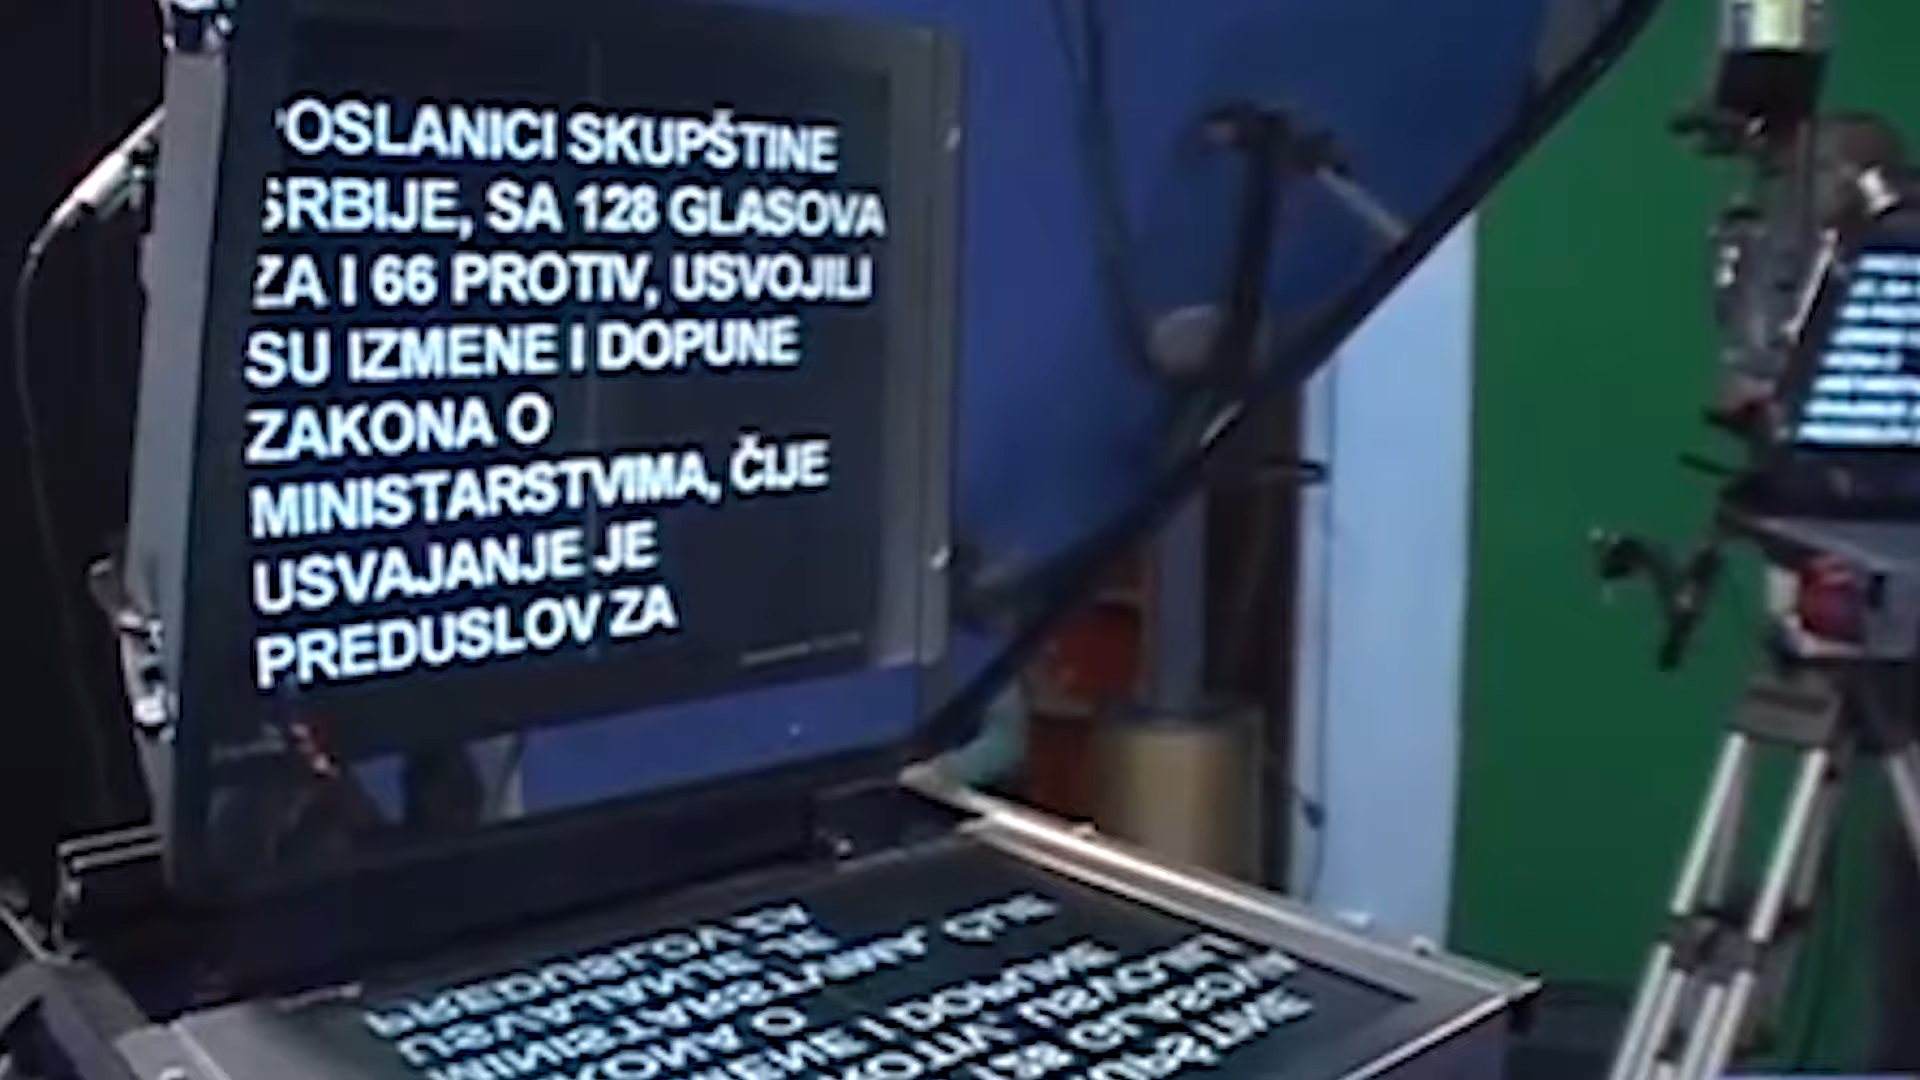 POSLANICI SKUPŠTINE
SRBIJE, SA 128 GLASOVA
ZA I 66 PROTIV, USVOJILI
SU IZMENE I DOPUNE
ZAKONA O
MINISTARSTVIMA, ČIJE
USVAJANJE JE
PREDUSLOV ZA